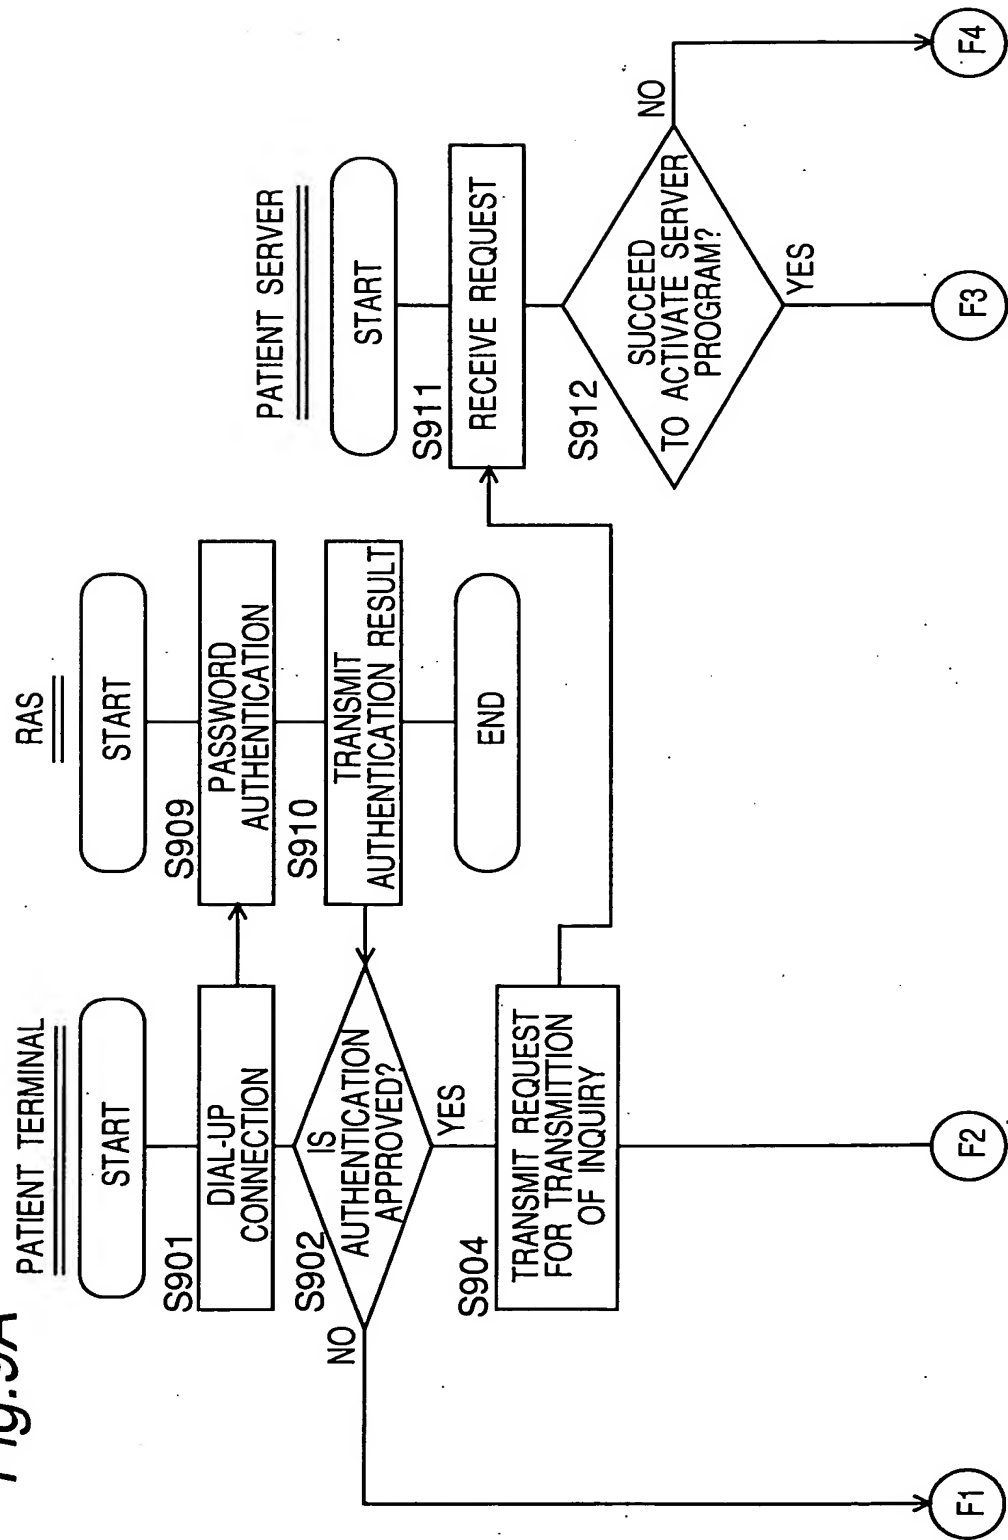 Fig.9A
PATIENT TERMINAL
START
S901
DIAL-UP
CONNECTION
S902
IS
AUTHENTICATION
APPROVED?
NO
YES
S904
TRANSMIT REQUEST
FOR TRANSMITTION
OF INQUIRY
F1
F2
RAS
START
S909
PASSWORD
AUTHENTICATION
S910
TRANSMIT
AUTHENTICATION RESULT
END
PATIENT SERVER
START
S911
RECEIVE REQUEST
S912
SUCCEED
TO ACTIVATE SERVER
PROGRAM?
NO
YES
F3
F4